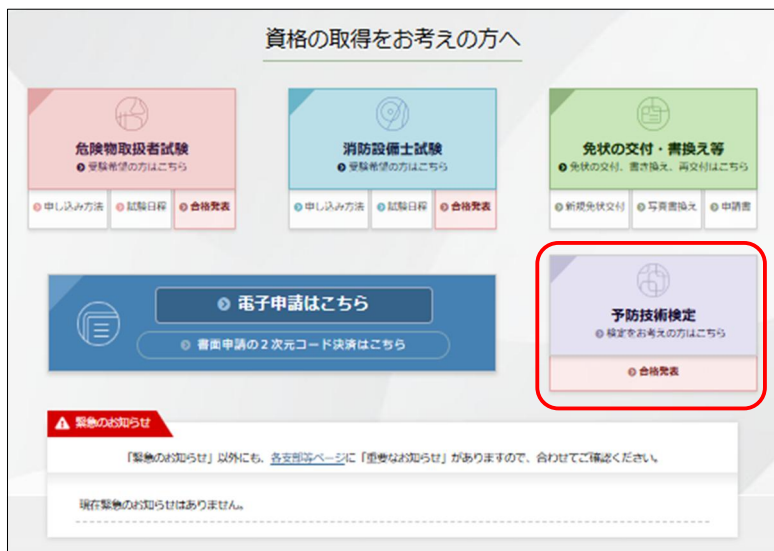 資格の取得をお考えの方へ
危険物取扱者試験
受験希望の方はこちら
申し込み方法 試験日程 合格発表
消防設備士試験
受験希望の方はこちら
申し込み方法 試験日程 合格発表
免状の交付・書換え等
免状の交付、書き換え、再交付はこちら
新規免状交付 写真書換え 申請書
電子申請はこちら
書面申請の2次元コード決済はこちら
予防技術検定
検定をお考えの方はこちら
合格発表
緊急のお知らせ
「緊急のお知らせ」以外にも、各支部等ページに「重要なお知らせ」がありますので、合わせてご確認ください。
現在緊急のお知らせはありません。